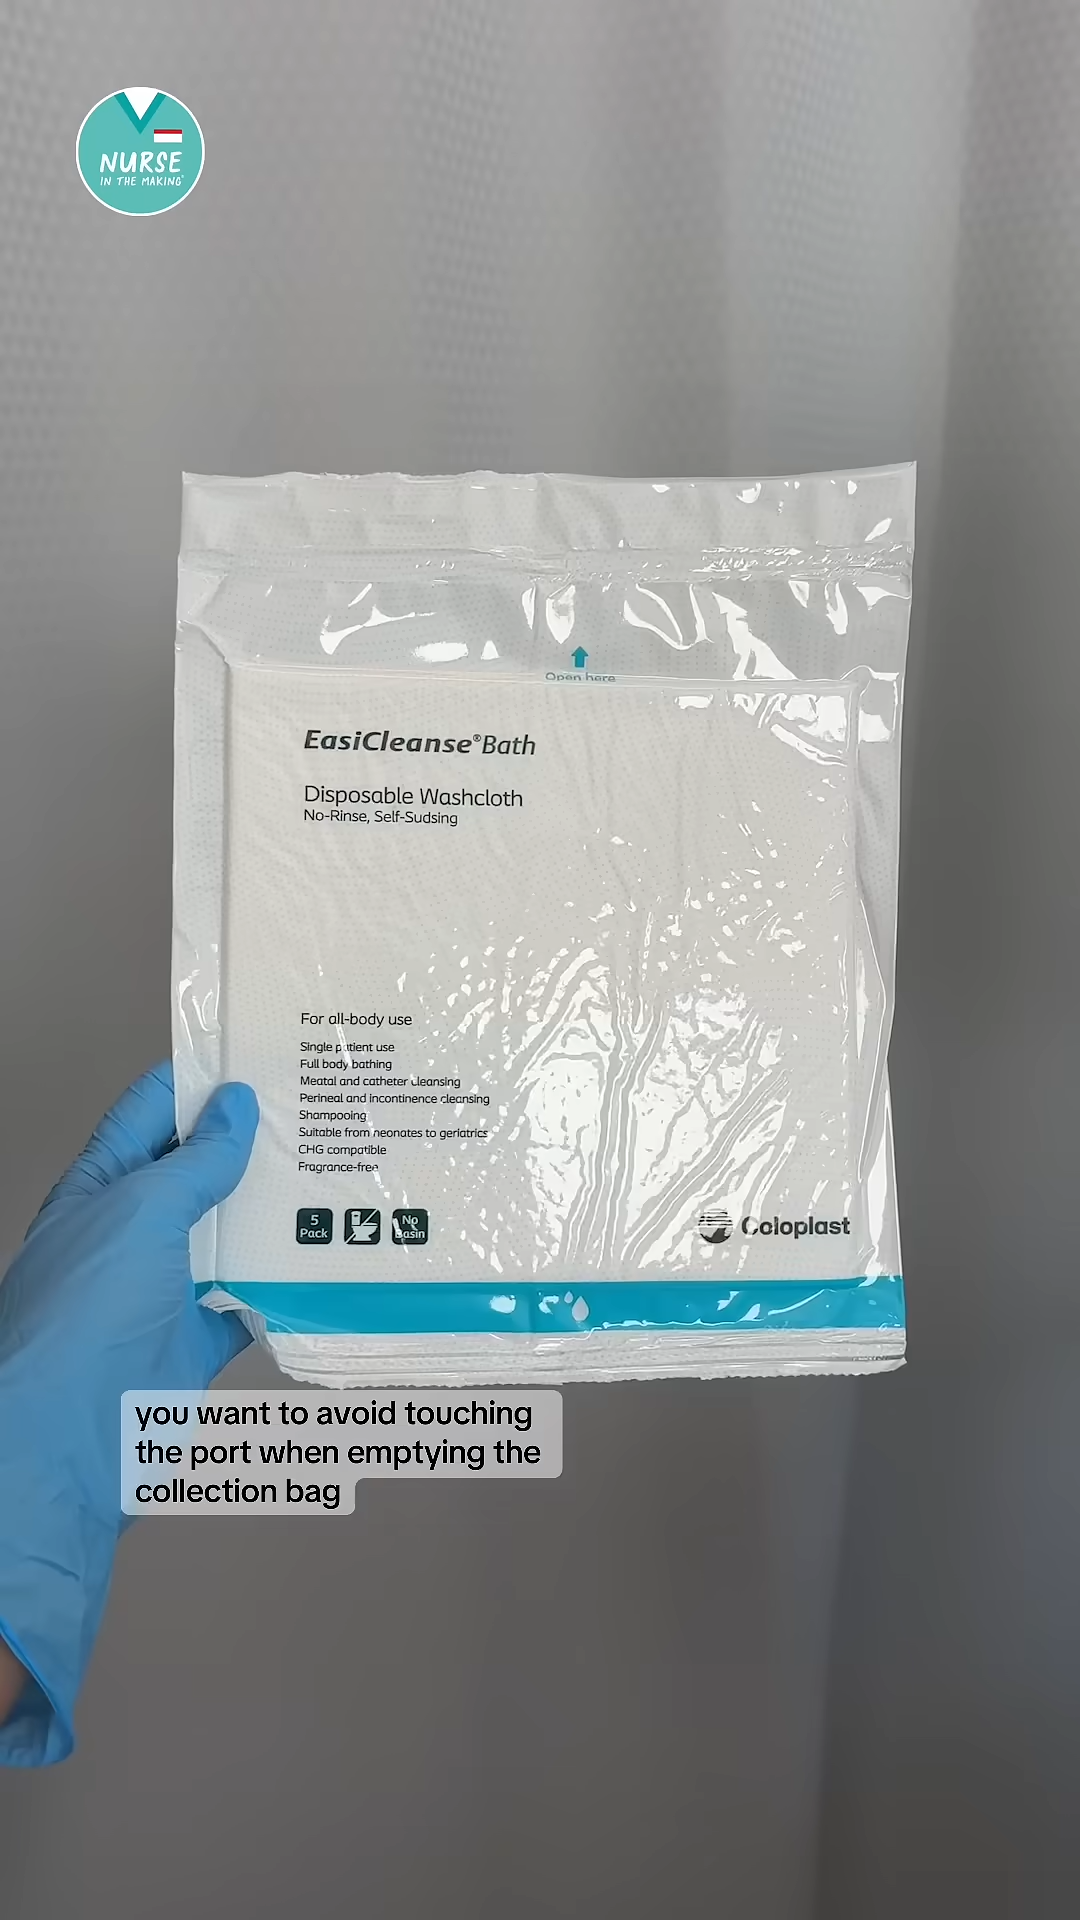 NURSE
IN THE MAKING
Open here
EasiCleanse® Bath
Disposable Washcloth
No-Rinse, Self-Sudsing
For all-body use
Single patient use
Full body bathing
Meatal and catheter cleansing
Perineal and incontinence cleansing
Shampooing
Suitable from neonates to geriatrics
CHG compatible
Fragrance-free
5
Pack
No
Basin
Coloplast
you want to avoid touching
the port when emptying the
collection bag